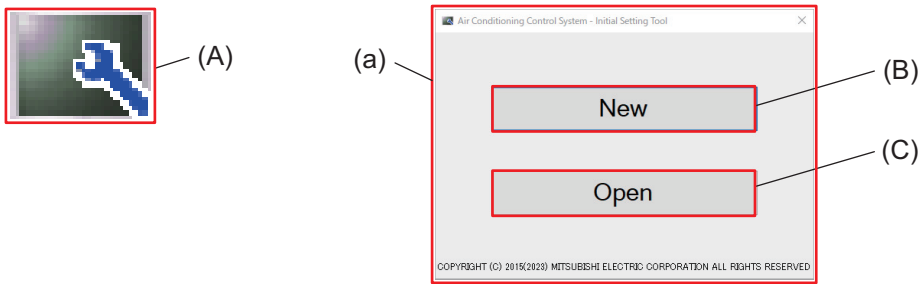 (A)
(a)
Air Conditioning Control System - Initial Setting Tool
New
(B)
Open
(C)
COPYRIGHT (C) 2015(2023) MITSUBISHI ELECTRIC CORPORATION ALL RIGHTS RESERVED